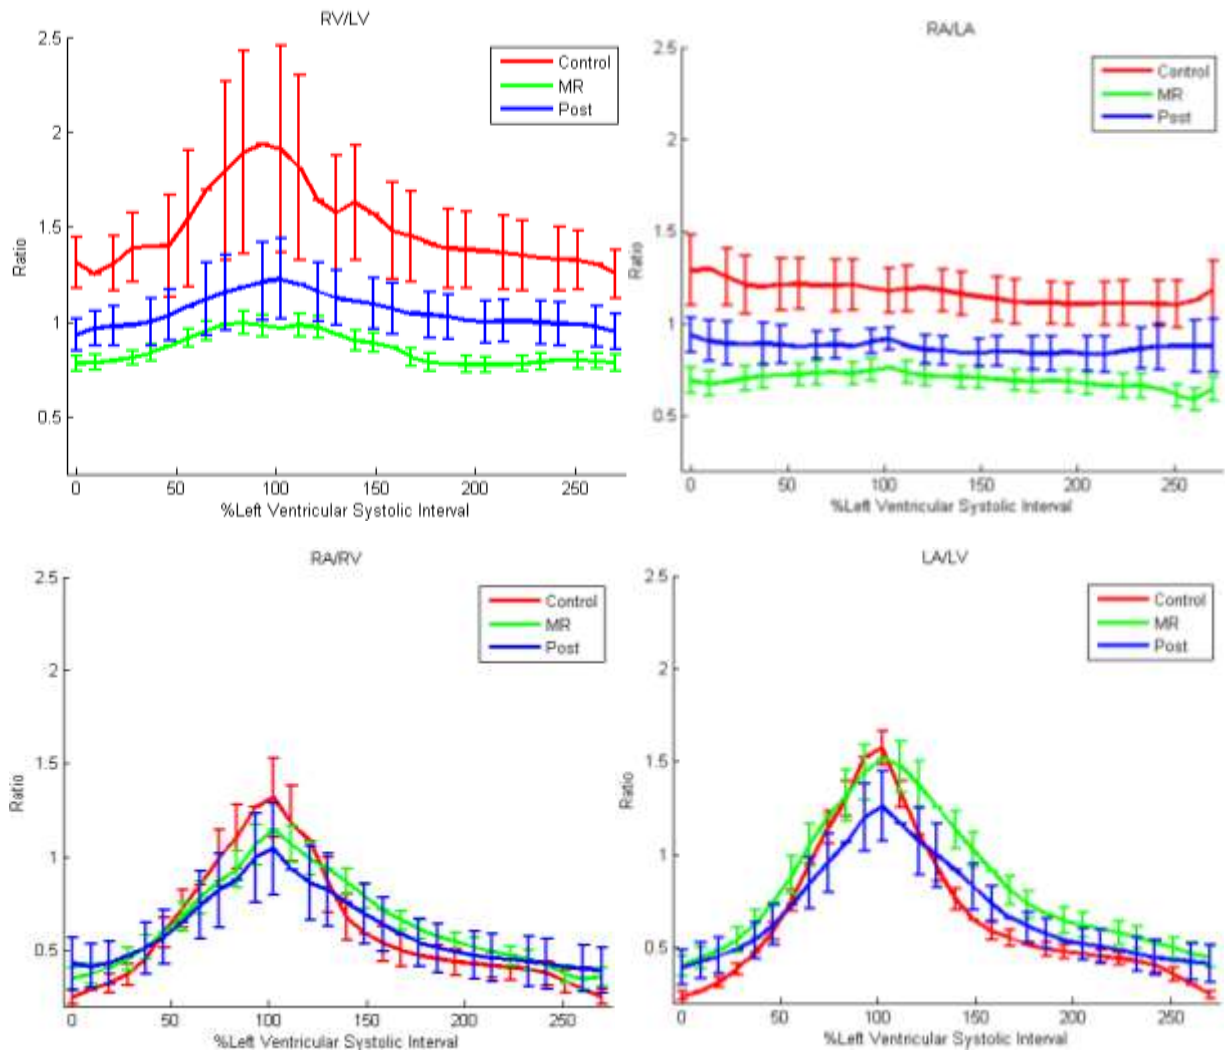 RV/LV
2.5
2
1.5
1
0.5
Ratio
Control
MR
Post
0 50 100 150 200 250
%Left Ventricular Systolic Interval
RA/LA
2.5
2
1.5
1
0.5
Ratio
Control
MR
Post
0 50 100 150 200 250
%Left Ventricular Systolic Interval
RA/RV
2.5
2
1.5
1
0.5
Ratio
Control
MR
Post
0 50 100 150 200 250
%Left Ventricular Systolic Interval
LA/LV
2.5
2
1.5
1
0.5
Ratio
Control
MR
Post
0 50 100 150 200 250
%Left Ventricular Systolic Interval